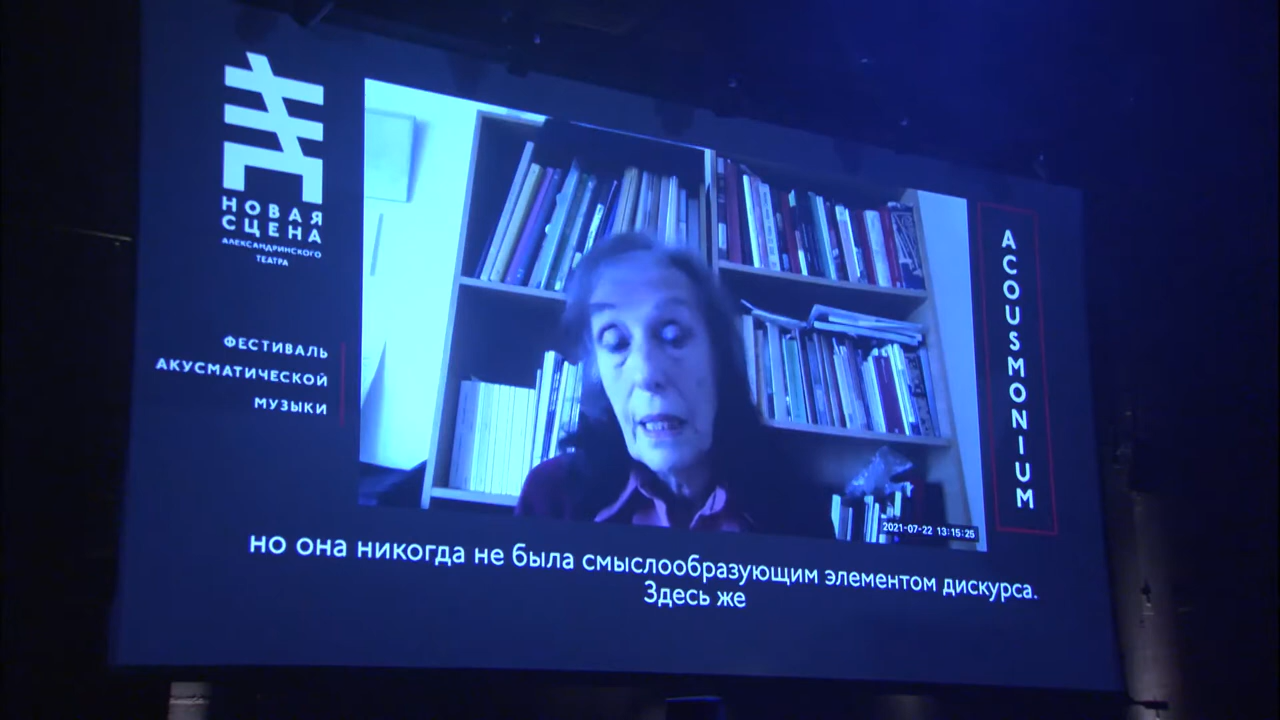 НОВАЯ
СЦЕНА
АЛЕКСАНДРИНСКОГО
ТЕАТРА
ФЕСТИВАЛЬ
АКУСМАТИЧЕСКОЙ
МУЗЫКИ
ACOUSMONIUM
2021-07-22 13:15:25
но она никогда не была смыслообразующим элементом дискурса.
Здесь же